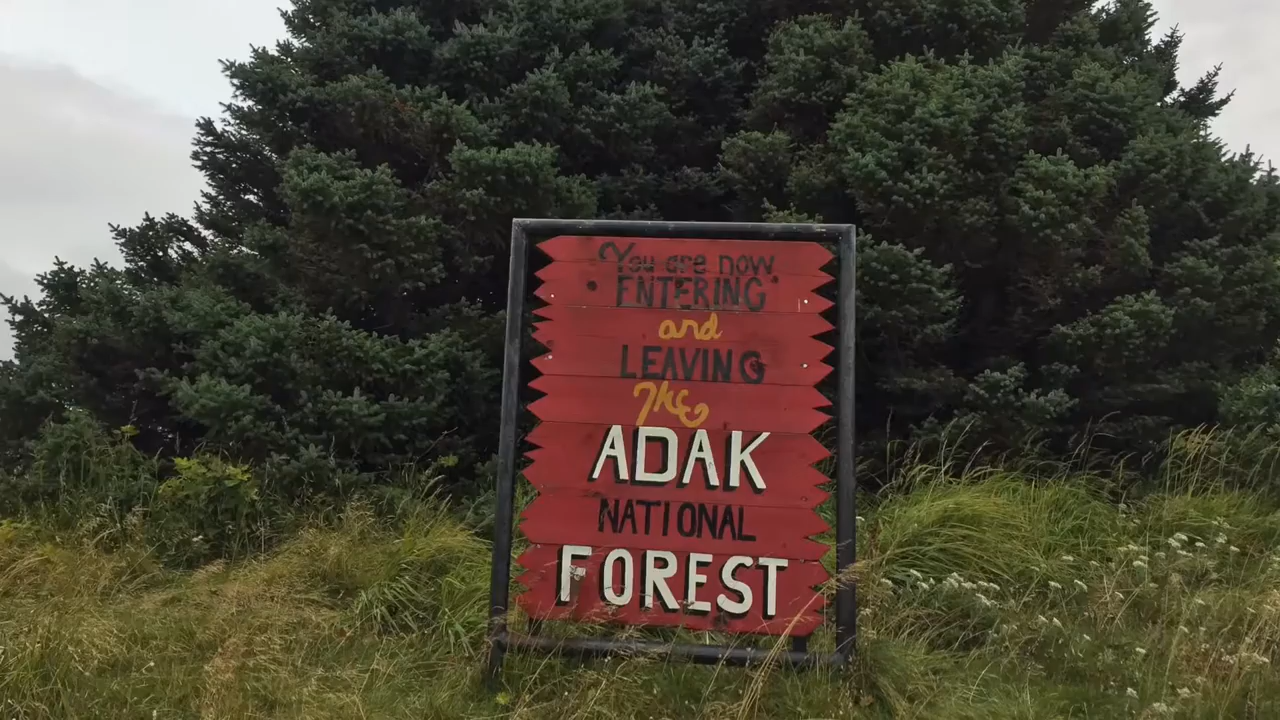 You are now
ENTERING
and
LEAVING
The
ADAK
NATIONAL
FOREST